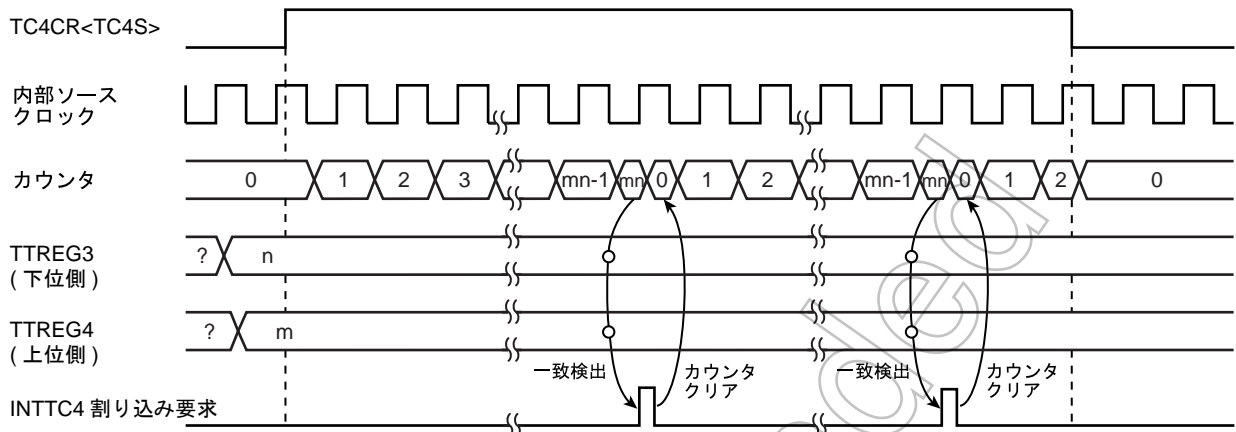 TC4CR<TC4S>
内部ソース
クロック
カウンタ 0 1 2 3 mn-1 mn 0 1 2 mn-1 mn 0 1 2 0
TTREG3 ? n
(下位側)
TTREG4 ? m
(上位側)
一致検出 カウンタ 一致検出 カウンタ
クリア クリア
INTTC4 割り込み要求